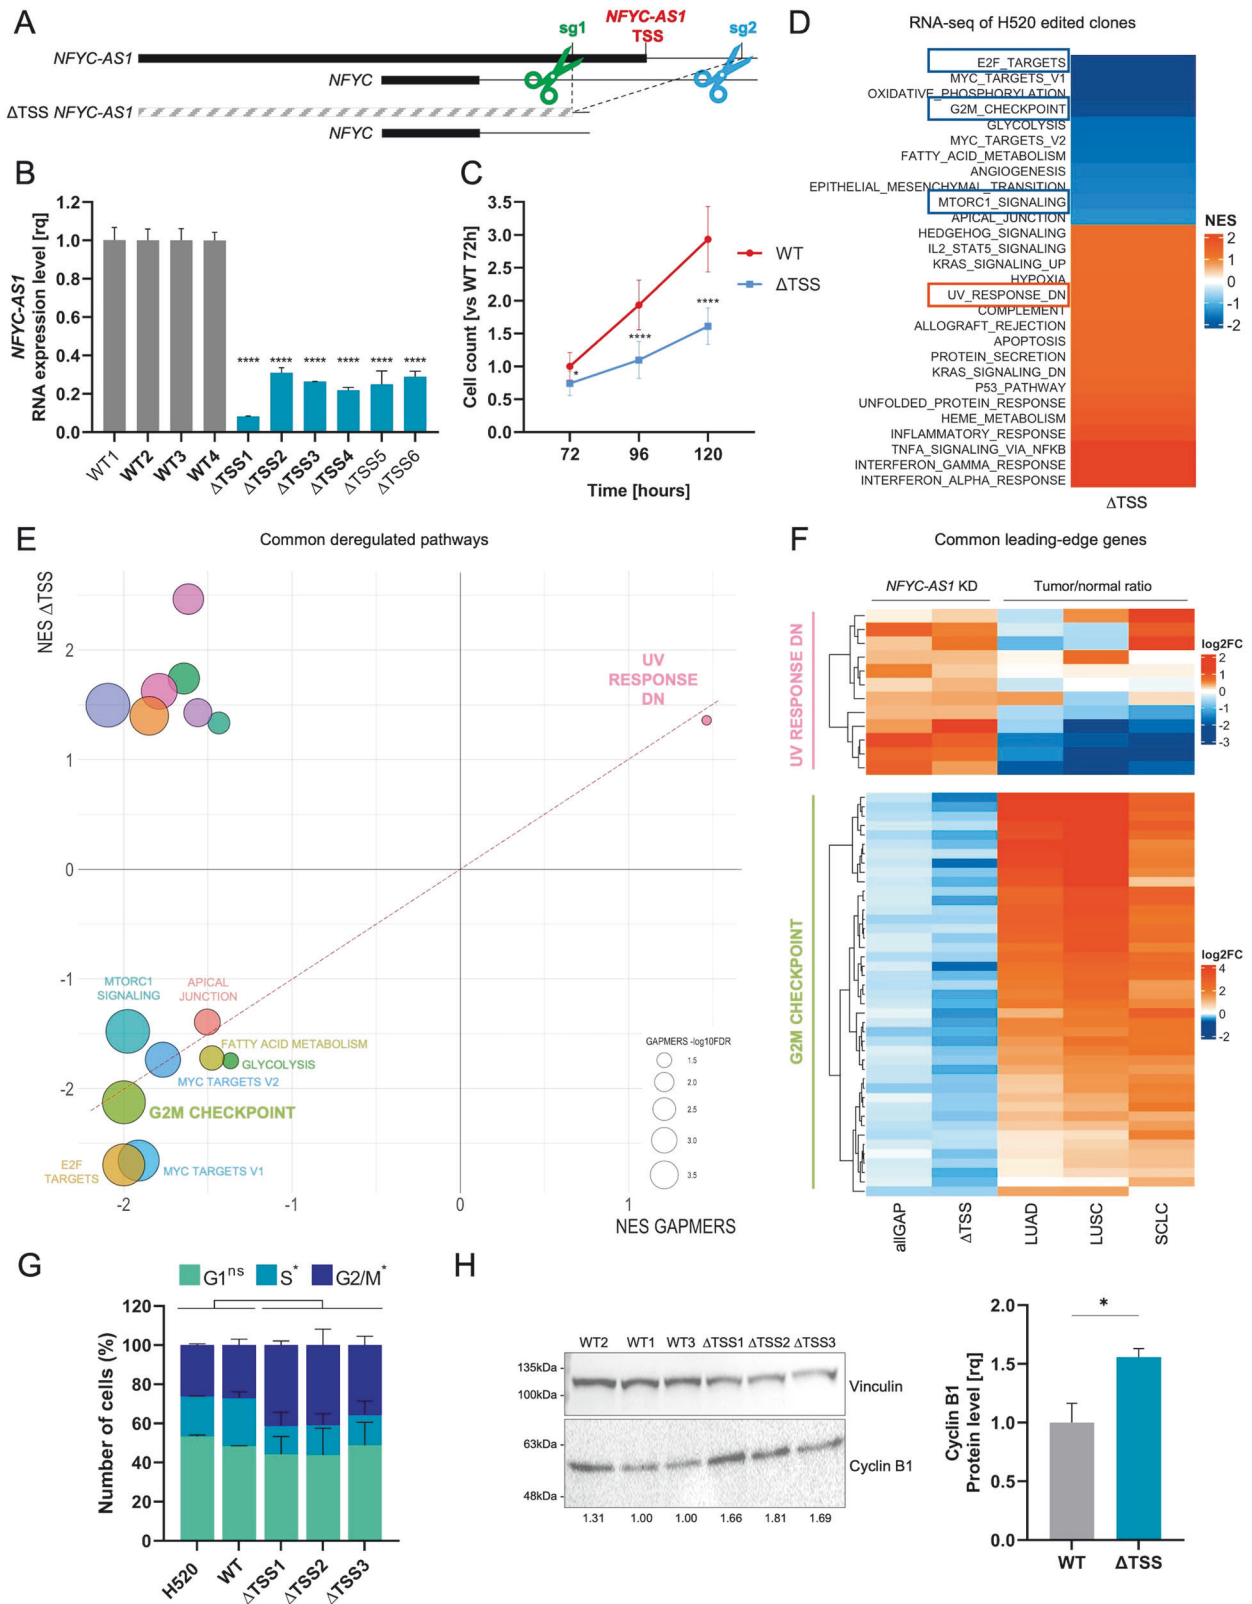 A
NFYC-AS1
TSS
sg1
sg2
NFYC-AS1
NFYC
ΔTSS NFYC-AS1
NFYC
B
NFYC-AS1
RNA expression level [rq]
1.2
1.0
0.8
0.6
0.4
0.2
0.0
**** **** **** **** **** ****
WT1
WT2
WT3
WT4
ΔTSS1
ΔTSS2
ΔTSS3
ΔTSS4
ΔTSS5
ΔTSS6
C
Cell count [vs WT 72h]
3.5
3.0
2.5
2.0
1.5
1.0
0.5
0.0
*
****
****
72 96 120
Time [hours]
WT
ΔTSS
D
RNA-seq of H520 edited clones
E2F_TARGETS
MYC_TARGETS_V1
OXIDATIVE_PHOSPHORYLATION
G2M_CHECKPOINT
GLYCOLYSIS
MYC_TARGETS_V2
FATTY_ACID_METABOLISM
ANGIOGENESIS
EPITHELIAL_MESENCHYMAL_TRANSITION
MTORC1_SIGNALING
APICAL_JUNCTION
HEDGEHOG_SIGNALING
IL2_STAT5_SIGNALING
KRAS_SIGNALING_UP
HYPOXIA
UV_RESPONSE_DN
COMPLEMENT
ALLOGRAFT_REJECTION
APOPTOSIS
PROTEIN_SECRETION
KRAS_SIGNALING_DN
P53_PATHWAY
UNFOLDED_PROTEIN_RESPONSE
HEME_METABOLISM
INFLAMMATORY_RESPONSE
TNFA_SIGNALING_VIA_NFKB
INTERFERON_GAMMA_RESPONSE
INTERFERON_ALPHA_RESPONSE
ΔTSS
NES
2
1
0
-1
-2
E
Common deregulated pathways
NES ΔTSS
2
1
0
-1
-2
UV
RESPONSE
DN
MTORC1
SIGNALING
APICAL
JUNCTION
FATTY ACID METABOLISM
GLYCOLYSIS
MYC TARGETS V2
G2M CHECKPOINT
E2F
TARGETS
MYC TARGETS V1
GAPMERS -log10FDR
1.5
2.0
2.5
3.0
3.5
-2 -1 0 1
NES GAPMERS
F
Common leading-edge genes
NFYC-AS1 KD
Tumor/normal ratio
UV RESPONSE DN
log2FC
2
1
0
-1
-2
-3
G2M CHECKPOINT
log2FC
4
2
0
-2
allGAP
ΔTSS
LUAD
LUSC
SCLC
G
G1ns S* G2/M*
Number of cells (%)
120
100
80
60
40
20
0
H520
WT
ΔTSS1
ΔTSS2
ΔTSS3
H
WT2 WT1 WT3 ΔTSS1 ΔTSS2 ΔTSS3
135kDa
100kDa
Vinculin
63kDa
48kDa
Cyclin B1
1.31 1.00 1.00 1.66 1.81 1.69
Cyclin B1
Protein level [rq]
2.0
1.5
1.0
0.5
0.0
*
WT ΔTSS